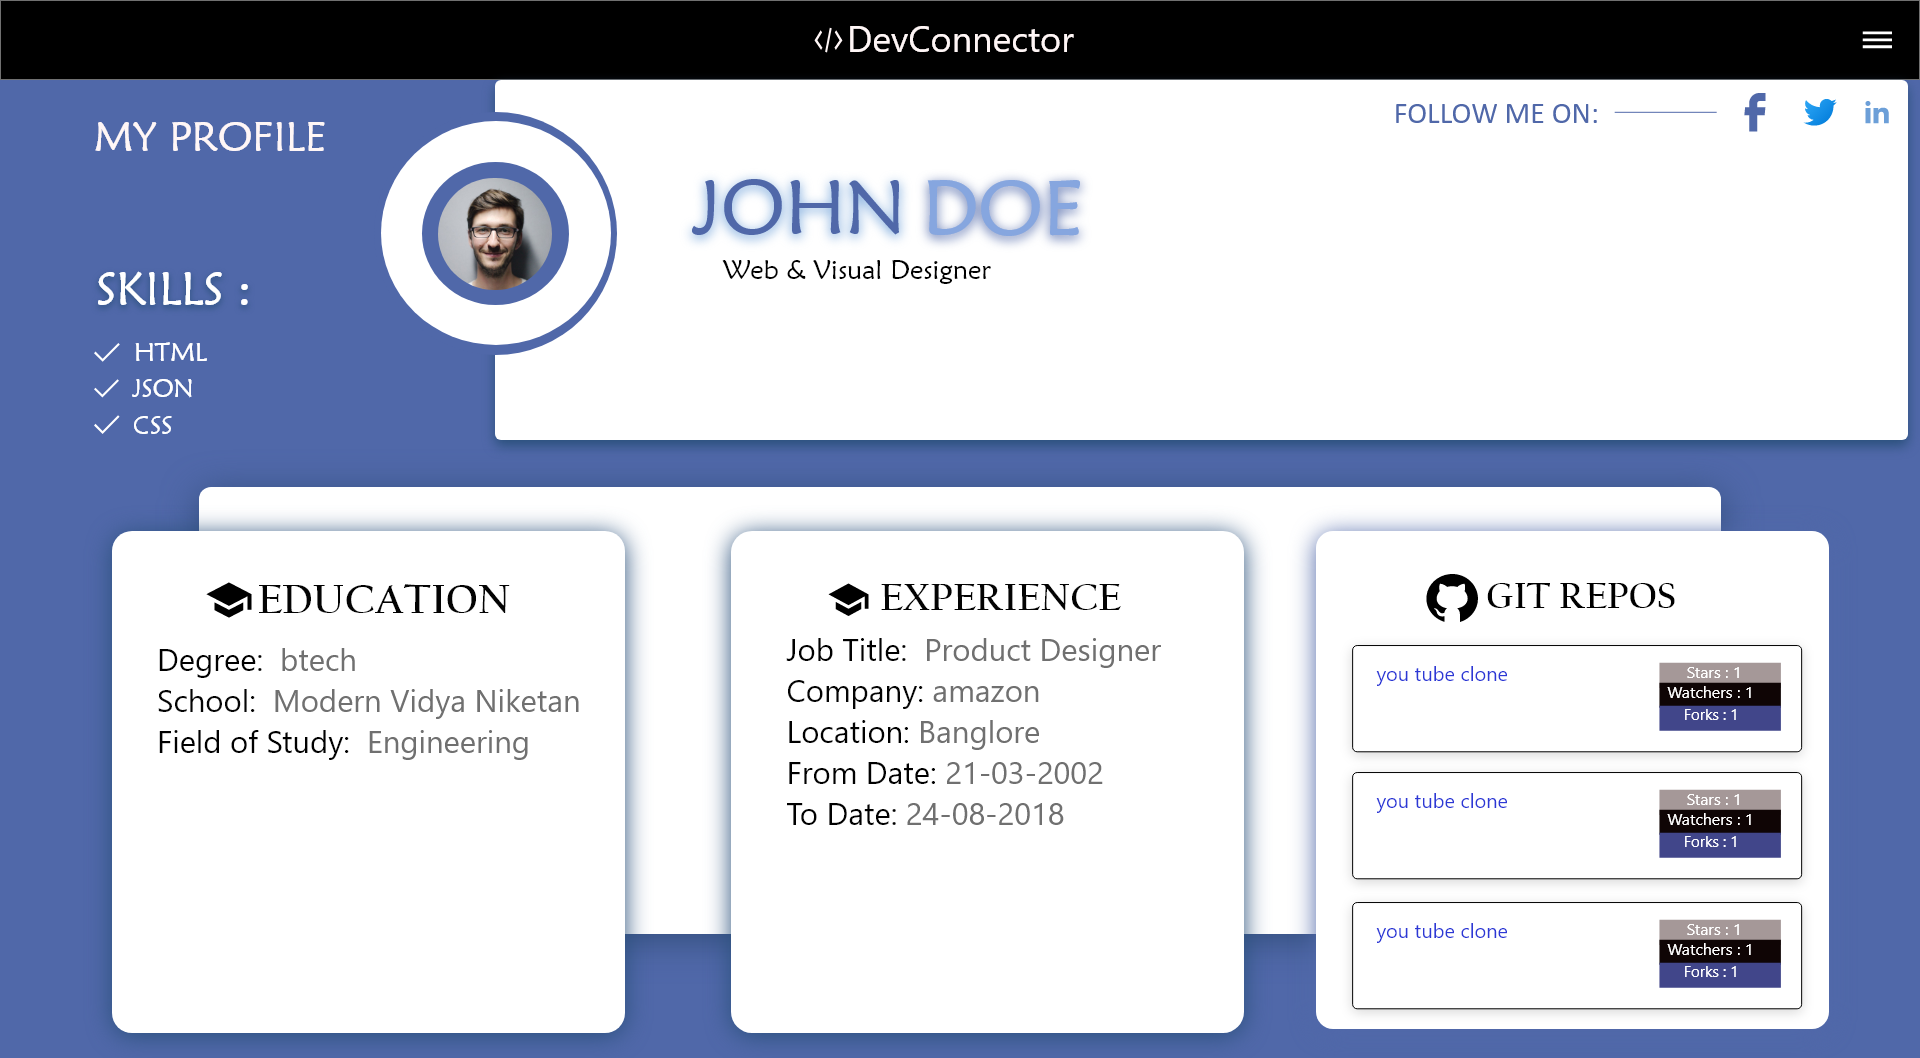 DevConnector
MY PROFILE
FOLLOW ME ON:
JOHN DOE
Web & Visual Designer
SKILLS :
HTML
JSON
CSS
EDUCATION
Degree: btech
School: Modern Vidya Niketan
Field of Study: Engineering
EXPERIENCE
Job Title: Product Designer
Company: amazon
Location: Banglore
From Date: 21-03-2002
To Date: 24-08-2018
GIT REPOS
you tube clone
Stars : 1
Watchers : 1
Forks : 1
you tube clone
Stars : 1
Watchers : 1
Forks : 1
you tube clone
Stars : 1
Watchers : 1
Forks : 1